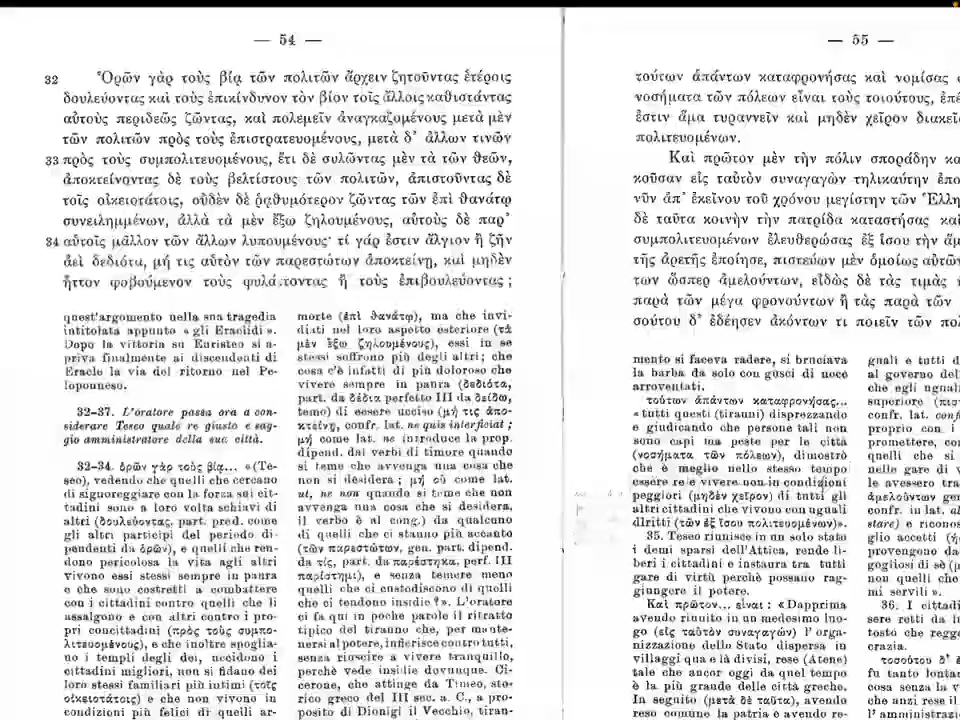 — 54 —
32 Ὁρῶν γὰρ τοὺς βίᾳ τῶν πολιτῶν ἄρχειν ζητοῦντας ἑτέροις
δουλεύοντας καὶ τοὺς ἐπικίνδυνον τὸν βίον τοῖς ἄλλοις καθιστάντας
αὐτοὺς περιδεῶς ζῶντας, καὶ πολεμεῖν ἀναγκαζομένους μετὰ μὲν
τῶν πολιτῶν πρὸς τοὺς ἐπιστρατευομένους, μετὰ δ' ἄλλων τινῶν
33 πρὸς τοὺς συμπολιτευομένους, ἔτι δὲ συλῶντας μὲν τὰ τῶν θεῶν,
ἀποκτείνοντας δὲ τοὺς βελτίστους τῶν πολιτῶν, ἀπιστοῦντας δὲ
τοῖς οἰκειοτάτοις, οὐδὲν δὲ ῥᾳθυμότερον ζῶντας τῶν ἐπὶ θανάτῳ
συνειλημμένων, ἀλλὰ τὰ μὲν ἔξω ζηλουμένους, αὐτοὺς δὲ παρ'
34 αὐτοῖς μᾶλλον τῶν ἄλλων λυπουμένους· τί γάρ ἐστιν ἄλγιον ἢ ζῆν
ἀεὶ δεδιότα, μή τις αὐτὸν τῶν παρεστώτων ἀποκτείνῃ, καὶ μηδὲν
ἧττον φοβούμενον τοὺς φυλάττοντας ἢ τοὺς ἐπιβουλεύοντας ;
quest'argomento nella sua tragedia
intitolata appunto « gli Eraclidi ».
Dopo la vittoria su Euristeo si a-
priva finalmente ai discendenti di
Eracle la via del ritorno nel Pe-
loponneso.
32-37. L'oratore passa ora a con-
siderare Teseo quale re giusto e sag-
gio amministratore della sua città.
32-34. ὁρῶν γὰρ τοὺς βίᾳ... « (Te-
seo), vedendo che quelli che cercano
di signoreggiare con la forza sui cit-
tadini sono a loro volta schiavi di
altri (δουλεύοντας, part. pred. come
gli altri participi del periodo di-
pendenti da ὁρῶν), e quelli che ren-
dono pericolosa la vita agli altri
vivono essi stessi sempre in paura
e che sono costretti a combattere
con i cittadini contro quelli che li
assalgono e con altri contro i pro-
pri concittadini (πρὸς τοὺς συμπο-
λιτευομένους), e che inoltre spoglia-
no i templi degli dei, uccidono i
cittadini migliori, non si fidano dei
loro stessi familiari più intimi (τοῖς
οἰκειοτάτοις) e che non vivono in
condizioni più felici di quelli ar-
morte (ἐπὶ θανάτῳ), ma che invi-
diati nel loro aspetto esteriore (τὰ
μὲν ἔξω ζηλουμένους), essi in se
stessi soffrono più degli altri; che
cosa c'è infatti di più doloroso che
vivere sempre in paura (δεδιότα,
part. da δέδια perfetto III da δείδω,
temo) di essere ucciso (μή τις ἀπο-
κτείνῃ, confr. lat. ne quis interficiat ;
μή come lat. ne introduce la prop.
dipend. dai verbi di timore quando
si teme che avvenga una cosa che
non si desidera ; μὴ οὐ come lat.
ut, ne non quando si teme che non
avvenga una cosa che si desidera,
il verbo è al cong.) da qualcuno
di quelli che ci stanno più accanto
(τῶν παρεστώτων, gen. part. dipend.
da τίς, part. da παρέστηκα, perf. III
παρίστημι), e senza temere meno
quelli che ci custodiscono di quelli
che ci tendono insidie ? ». L'oratore
ci fa qui in poche parole il ritratto
tipico del tiranno che, per mante-
nersi al potere, infierisce contro tutti,
senza riuscire a vivere tranquillo,
perchè vede insidie dovunque. Ci-
cerone, che attinge da Timeo, sto-
rico greco del III sec. a. C., a pro-
posito di Dionigi il Vecchio, tiran-
— 55 —
τούτων ἁπάντων καταφρονήσας καὶ νομίσας
νοσήματα τῶν πόλεων εἶναι τοὺς τοιούτους, ἐπέ
ἐστιν ἅμα τυραννεῖν καὶ μηδὲν χεῖρον διακεῖ
πολιτευομένων.
Καὶ πρῶτον μὲν τὴν πόλιν σποράδην κα
κοῦσαν εἰς ταὐτὸν συναγαγὼν τηλικαύτην ἐπο
νῦν ἀπ' ἐκείνου τοῦ χρόνου μεγίστην τῶν Ἑλλη
δὲ ταῦτα κοινὴν τὴν πατρίδα καταστήσας καὶ
συμπολιτευομένων ἐλευθερώσας ἐξ ἴσου τὴν ἅμ
τῆς ἀρετῆς ἐποίησε, πιστεύων μὲν ὁμοίως αὐτῶν
των ὥσπερ ἀμελούντων, εἰδὼς δὲ τὰς τιμὰς
παρὰ τῶν μέγα φρονούντων ἢ τὰς παρὰ τῶν
σούτου δ' ἐδέησεν ἀκόντων τι ποιεῖν τῶν πολ
mento si faceva radere, si bruciava
la barba da solo con gusci di noce
arroventati.
τούτων ἁπάντων καταφρονήσας...
« tutti questi (tiranni) disprezzando
e giudicando che persone tali non
sono capi ma peste per le città
(νοσήματα τῶν πόλεων), dimostrò
che è meglio nello stesso tempo
essere re e vivere non in condizioni
peggiori (μηδὲν χεῖρον) di tutti gli
altri cittadini che vivono con uguali
diritti (τῶν ἐξ ἴσου πολιτευομένων)».
35. Teseo riunisce in un solo stato
i demi sparsi dell'Attica, rende li-
beri i cittadini e instaura tra tutti
gare di virtù perchè possano rag-
giungere il potere.
Καὶ πρῶτον... εἶναι : « Dapprima
avendo riunito in un medesimo luo-
go (εἰς ταὐτὸν συναγαγών) l' orga-
nizzazione dello Stato dispersa in
villaggi qua e là divisi, rese (Atene)
tale che ancor oggi da quel tempo
è la più grande delle città greche.
In seguito (μετὰ δὲ ταῦτα), avendo
reso comune la patria e avendo re-
guali e tutti d
al governo del
che egli ugual
superiore (πισ
confr. lat. conf
proprio con i
promettere, con
quelli che si
nelle gare di v
le avessero tra
ἀμελούντων gen
confr. in lat. al
stare) e riconos
glio accetti (ἡ
provengono da
gogliosi di sè (μ
non quelli che
mi servili ».
36. I cittadi
sere retti da u
tosto che regge
crazia.
τοσούτου δ' ἐ
fu tanto lontan
cosa senza la v
che anzi rese il
l' amministrazi